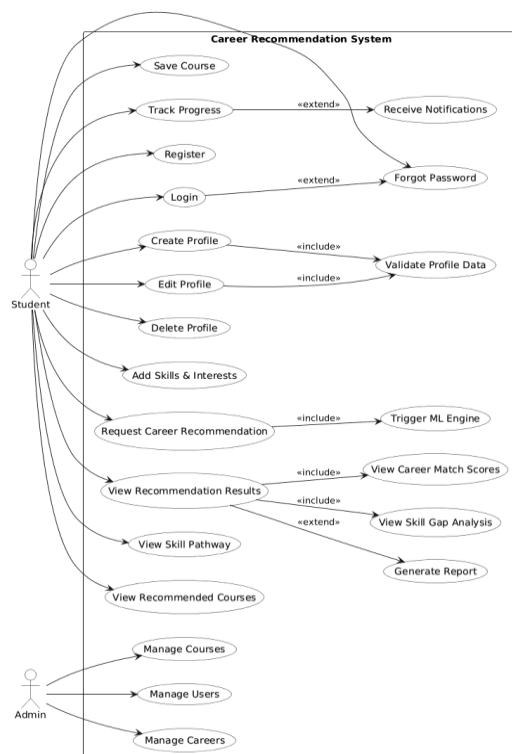 Career Recommendation System
Save Course
Track Progress
«extend»
Receive Notifications
Register
Forgot Password
Login
«extend»
Create Profile
«include»
Validate Profile Data
Edit Profile
«include»
Student
Delete Profile
Add Skills & Interests
Request Career Recommendation
«include»
Trigger ML Engine
View Recommendation Results
«include»
View Career Match Scores
«include»
View Skill Gap Analysis
«extend»
Generate Report
View Skill Pathway
View Recommended Courses
Manage Courses
Manage Users
Admin
Manage Careers